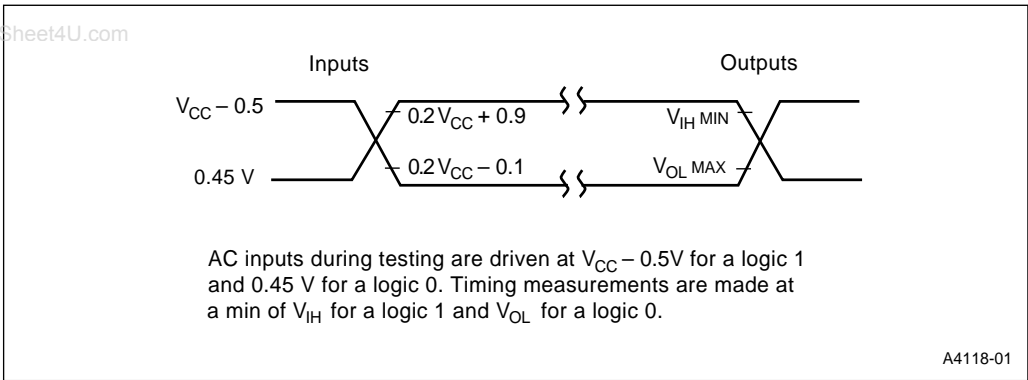 Sheet4U.com
Inputs Outputs
V_CC – 0.5 0.2 V_CC + 0.9 V_IH MIN
0.45 V 0.2 V_CC – 0.1 V_OL MAX
AC inputs during testing are driven at V_CC – 0.5V for a logic 1
and 0.45 V for a logic 0. Timing measurements are made at
a min of V_IH for a logic 1 and V_OL for a logic 0.
A4118-01